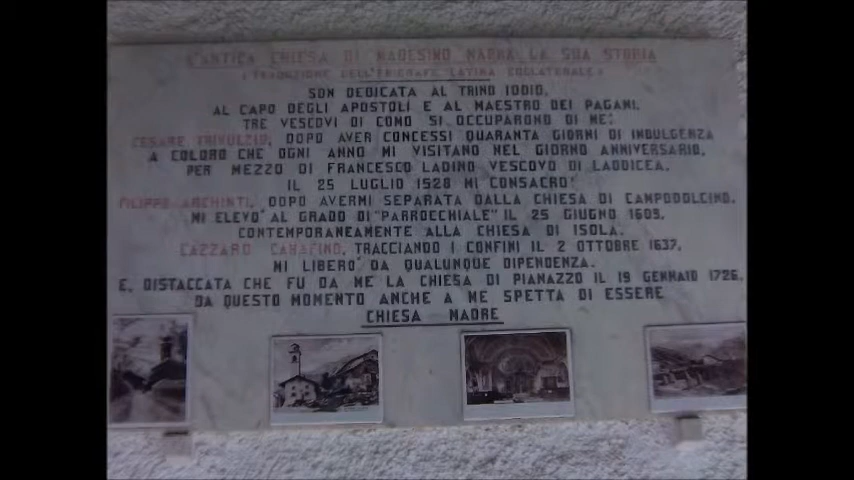 L'ANTICA CHIESA DI MADESIMO NARRA LA SUA STORIA
(TRADUZIONE DELL'EPIGRAFE LATINA COLLATERALE)
SON DEDICATA AL TRINO IDDIO,
AL CAPO DEGLI APOSTOLI E AL MAESTRO DEI PAGANI.
TRE VESCOVI DI COMO SI OCCUPARONO DI ME:
CESARE TRIVULZIO, DOPO AVER CONCESSI QUARANTA GIORNI DI INDULGENZA
A COLORO CHE OGNI ANNO MI VISITANO NEL GIORNO ANNIVERSARIO,
PER MEZZO DI FRANCESCO LADINO VESCOVO DI LAODICEA,
IL 25 LUGLIO 1528 MI CONSACRO';
FILIPPO ARCHINTI, DOPO AVERMI SEPARATA DALLA CHIESA DI CAMPODOLCINO,
MI ELEVO' AL GRADO DI "PARROCCHIALE" IL 25 GIUGNO 1603,
CONTEMPORANEAMENTE ALLA CHIESA DI ISOLA.
LAZZARO CARAFINO, TRACCIANDO I CONFINI IL 2 OTTOBRE 1637,
MI LIBERO' DA QUALUNQUE DIPENDENZA.
E, DISTACCATA CHE FU DA ME LA CHIESA DI PIANAZZO IL 19 GENNAIO 1726,
DA QUESTO MOMENTO ANCHE A ME SPETTA DI ESSERE
CHIESA MADRE